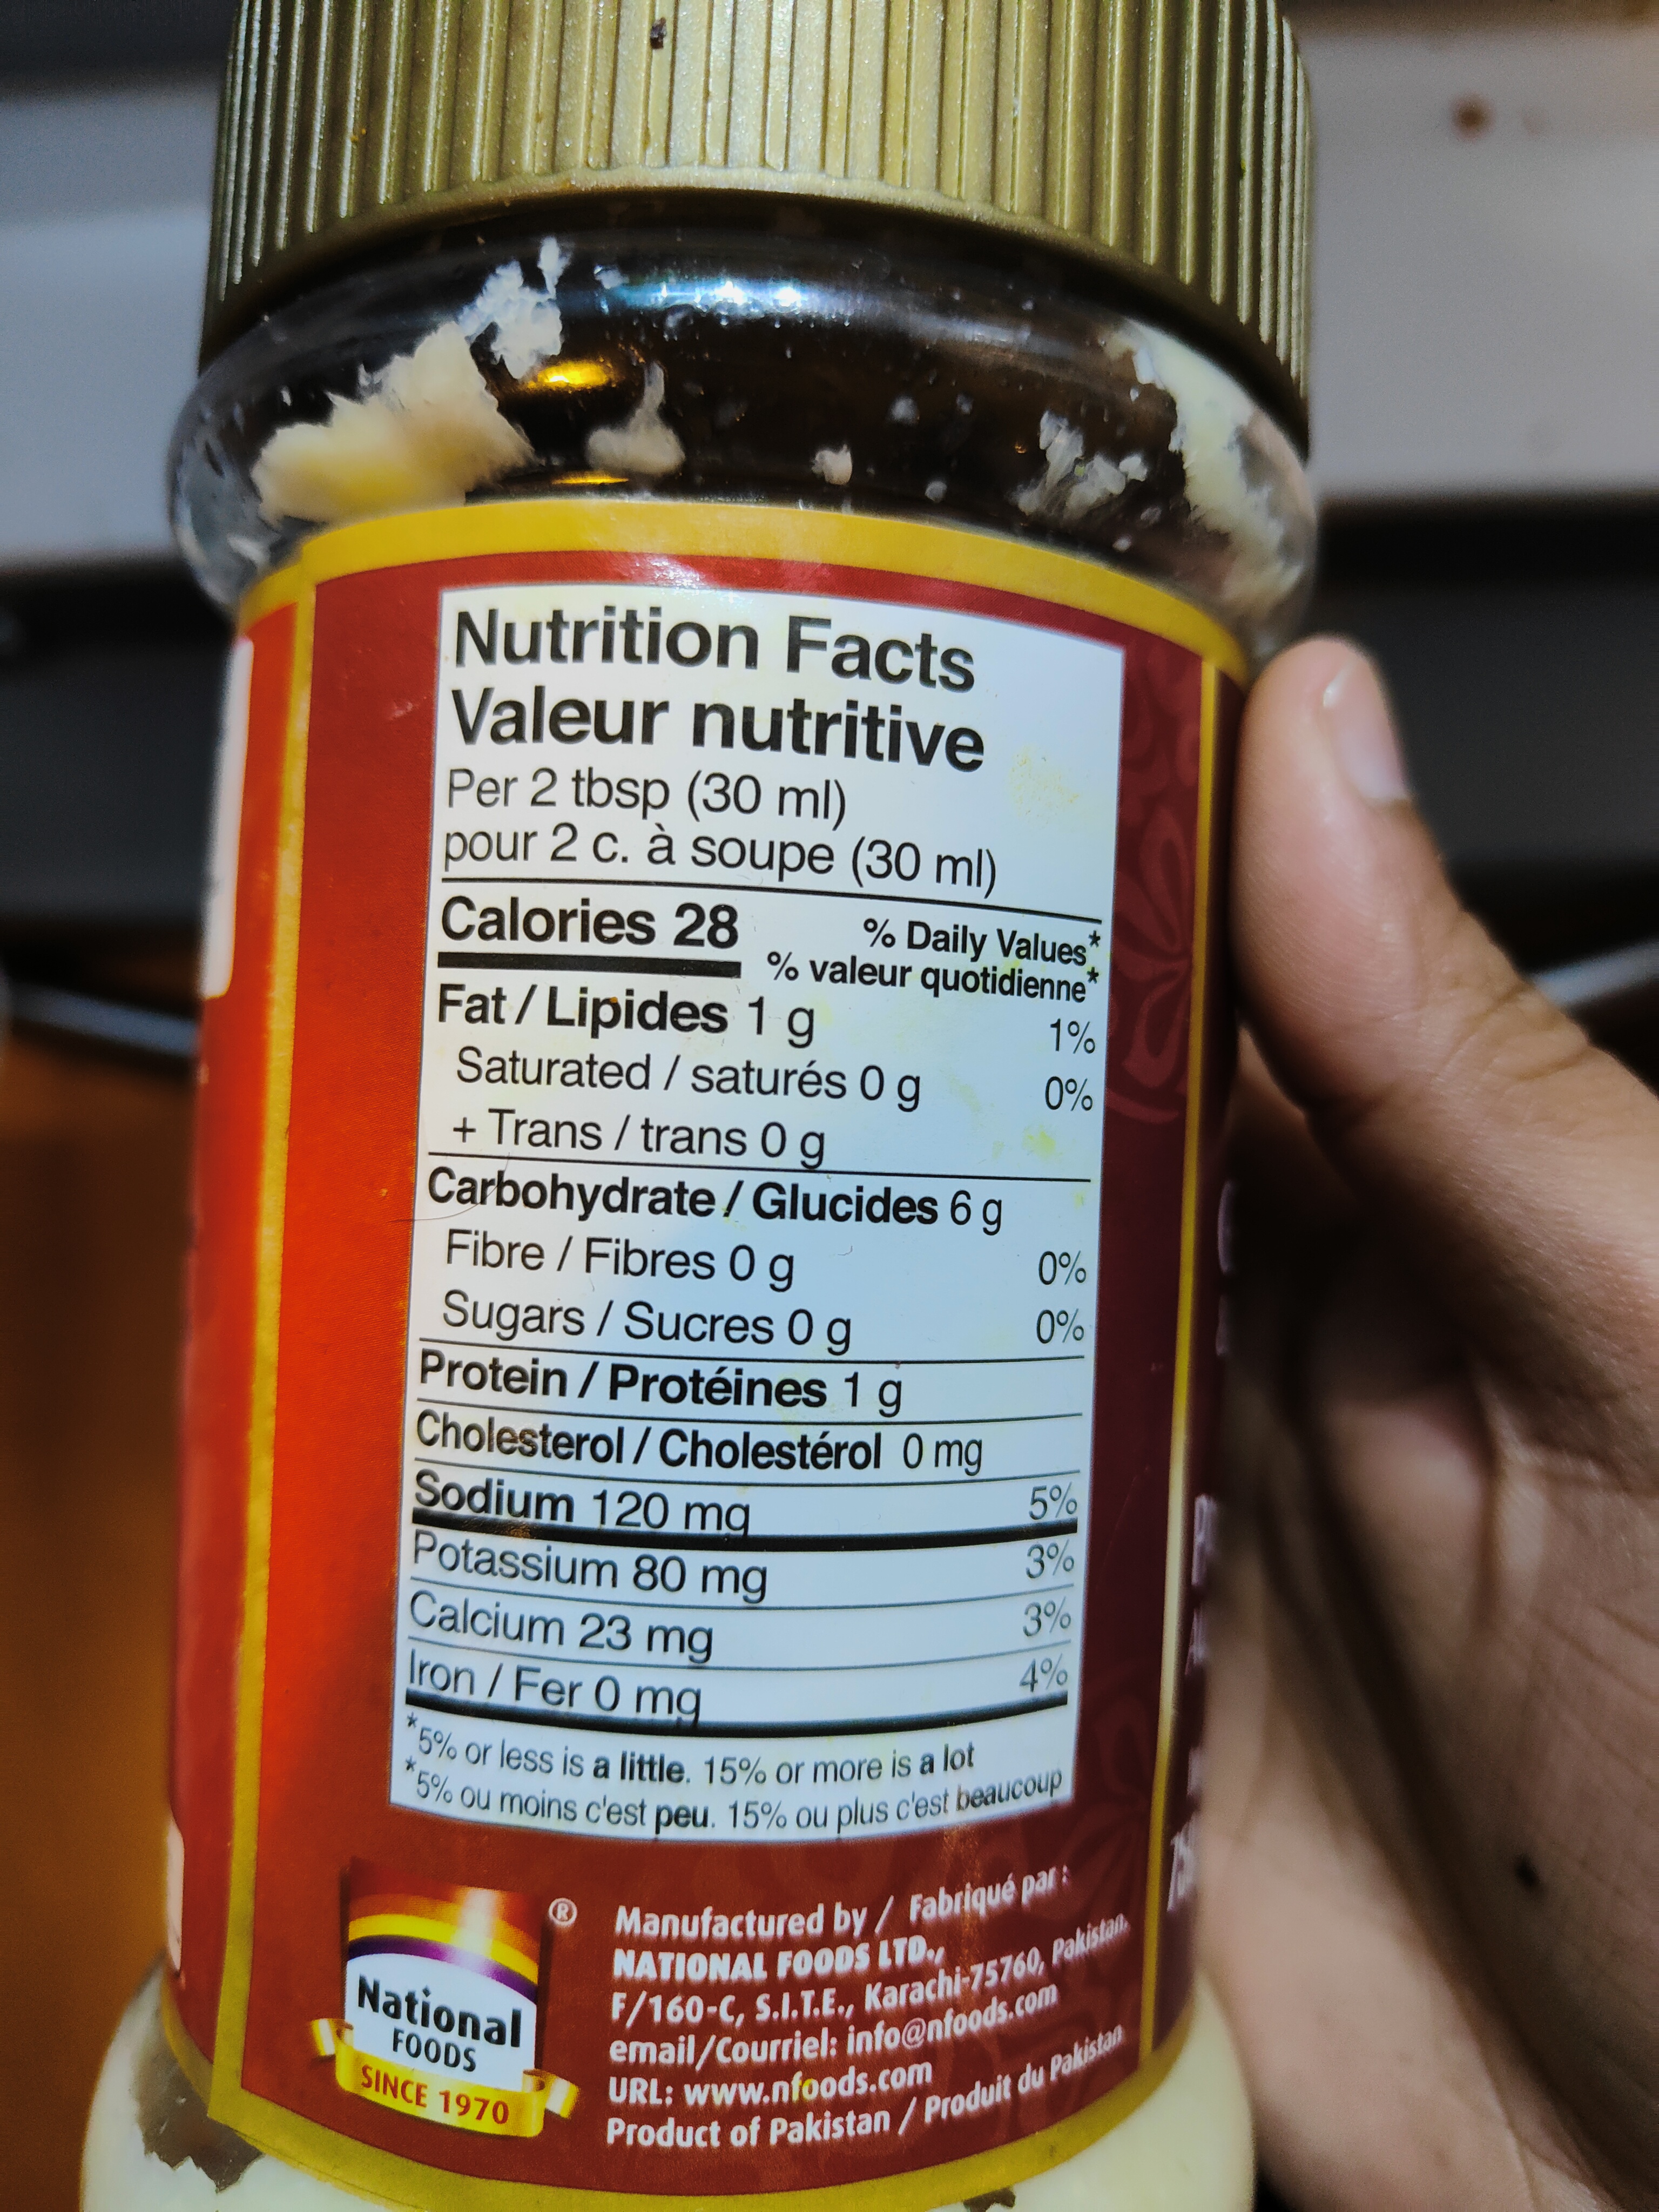 Nutrition Facts
Valeur nutritive
Per 2 tbsp (30 ml)
pour 2 c. à soupe (30 ml)
Calories 28
% Daily Values*
% valeur quotidienne*
Fat / Lipides 1 g 1%
Saturated / saturés 0 g 0%
+ Trans / trans 0 g
Carbohydrate / Glucides 6 g
Fibre / Fibres 0 g 0%
Sugars / Sucres 0 g 0%
Protein / Protéines 1 g
Cholesterol / Cholestérol 0 mg
Sodium 120 mg 5%
Potassium 80 mg 3%
Calcium 23 mg 3%
Iron / Fer 0 mg 4%
*5% or less is a little. 15% or more is a lot
*5% ou moins c'est peu. 15% ou plus c'est beaucoup
National
FOODS
SINCE 1970
®
Manufactured by / Fabriqué par :
NATIONAL FOODS LTD.,
F/160-C, S.I.T.E., Karachi-75760, Pakistan.
email/Courriel: info@nfoods.com
URL: www.nfoods.com
Product of Pakistan / Produit du Pakistan